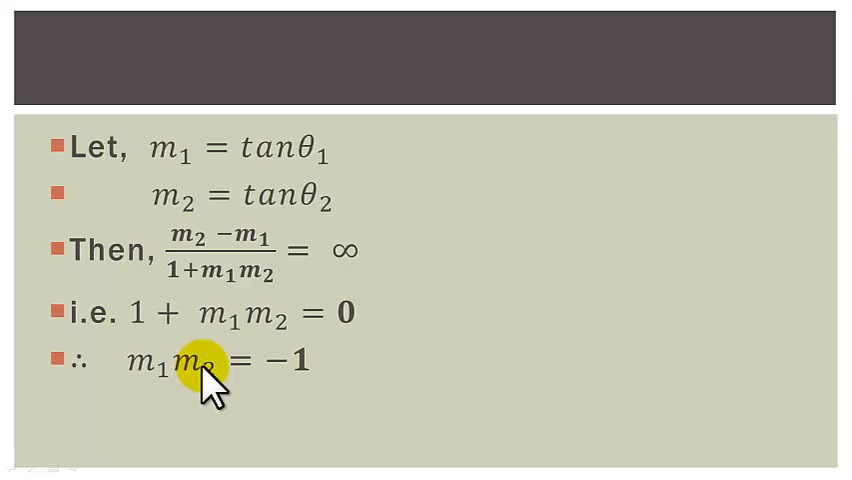 Let, m₁ = tanθ₁
m₂ = tanθ₂
Then, (m₂ − m₁)/(1+m₁m₂) = ∞
i.e. 1 + m₁m₂ = 0
∴ m₁m₂ = −1